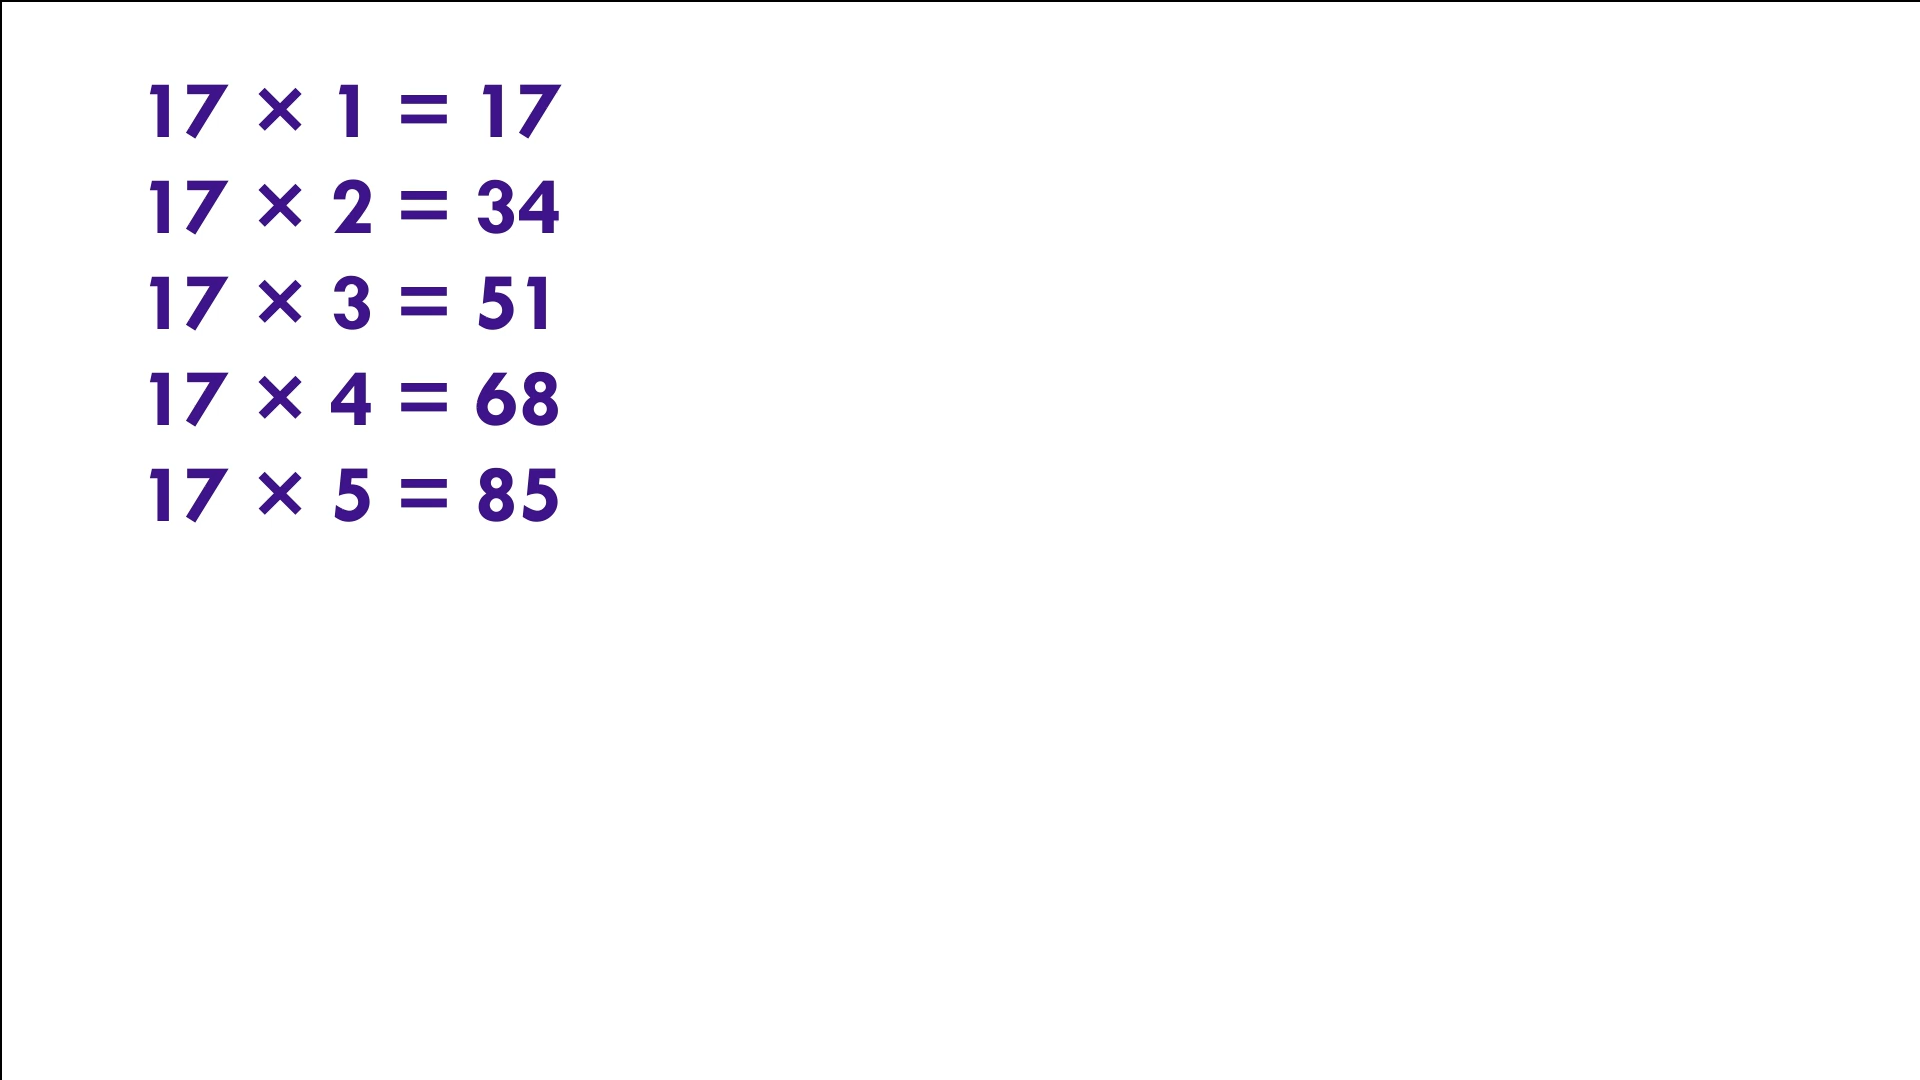 17 × 1 = 17
17 × 2 = 34
17 × 3 = 51
17 × 4 = 68
17 × 5 = 85